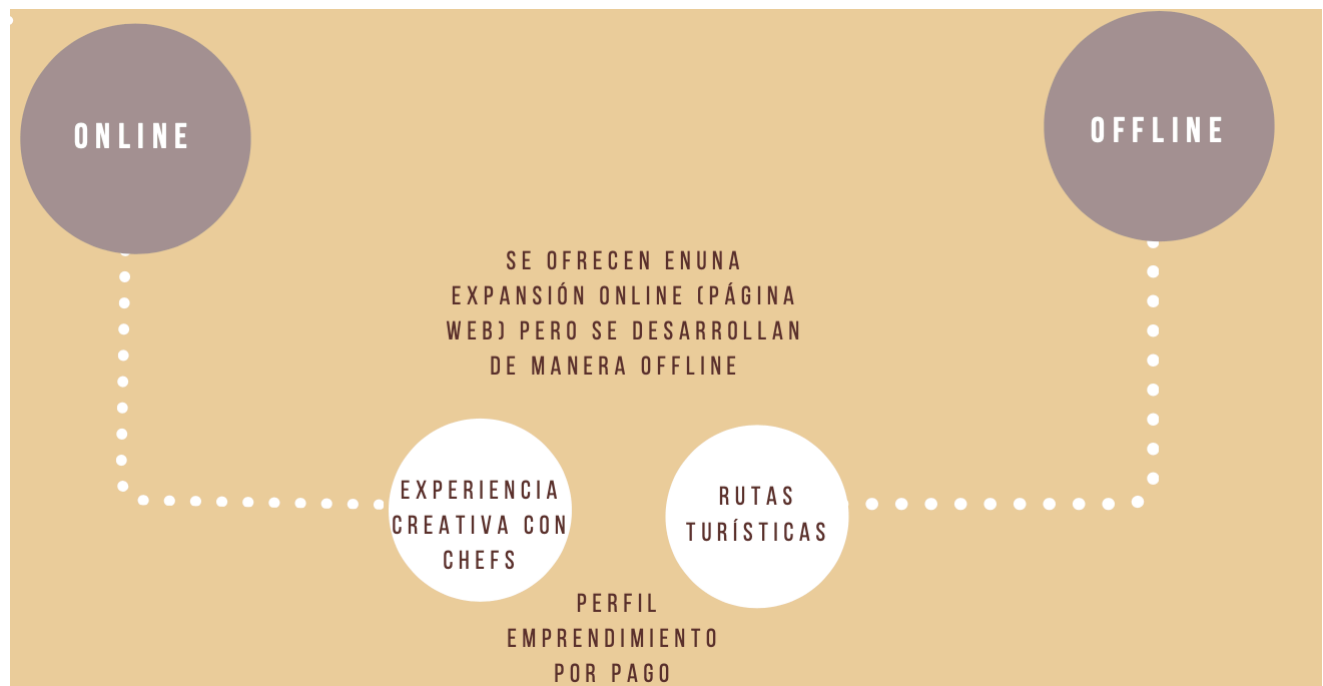 ONLINE
OFFLINE
SE OFRECEN ENUNA
EXPANSIÓN ONLINE (PÁGINA
WEB) PERO SE DESARROLLAN
DE MANERA OFFLINE
EXPERIENCIA
CREATIVA CON
CHEFS
RUTAS
TURÍSTICAS
PERFIL
EMPRENDIMIENTO
POR PAGO